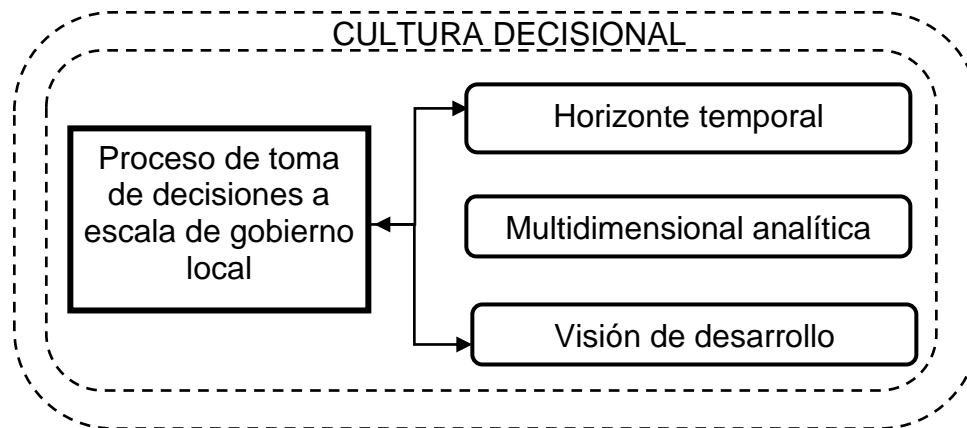 CULTURA DECISIONAL
Proceso de toma
de decisiones a
escala de gobierno
local
Horizonte temporal
Multidimensional analítica
Visión de desarrollo